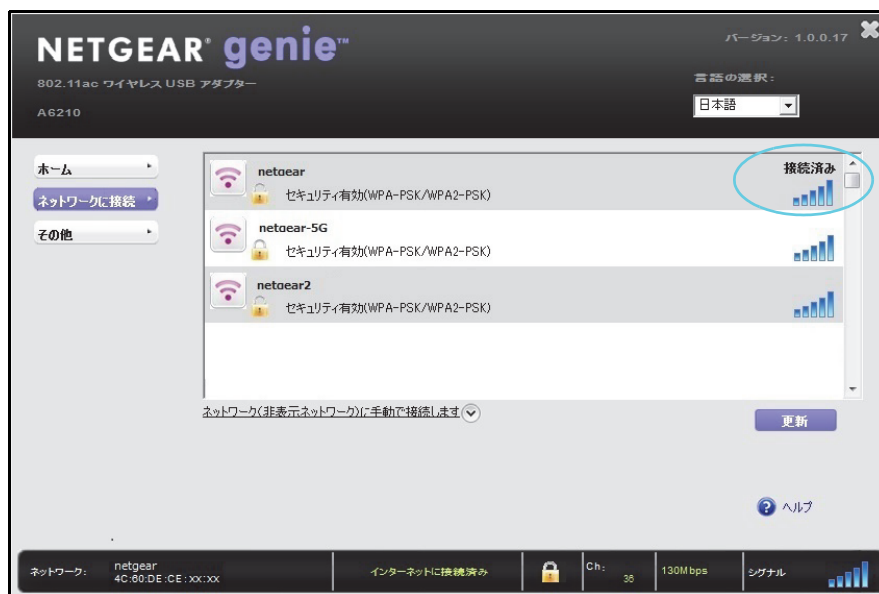 NETGEAR® genie™
バージョン: 1.0.0.17
802.11ac ワイヤレス USB アダプター
言語の選択:
A6210
日本語
ホーム
ネットワークに接続
その他
netgear
接続済み
セキュリティ有効(WPA-PSK/WPA2-PSK)
netgear-5G
セキュリティ有効(WPA-PSK/WPA2-PSK)
netgear2
セキュリティ有効(WPA-PSK/WPA2-PSK)
ネットワーク(非表示ネットワーク)に手動で接続します
更新
ヘルプ
ネットワーク: netgear
4C:60:DE:CE:xx:xx
インターネットに接続済み
Ch: 36
130Mbps
シグナル